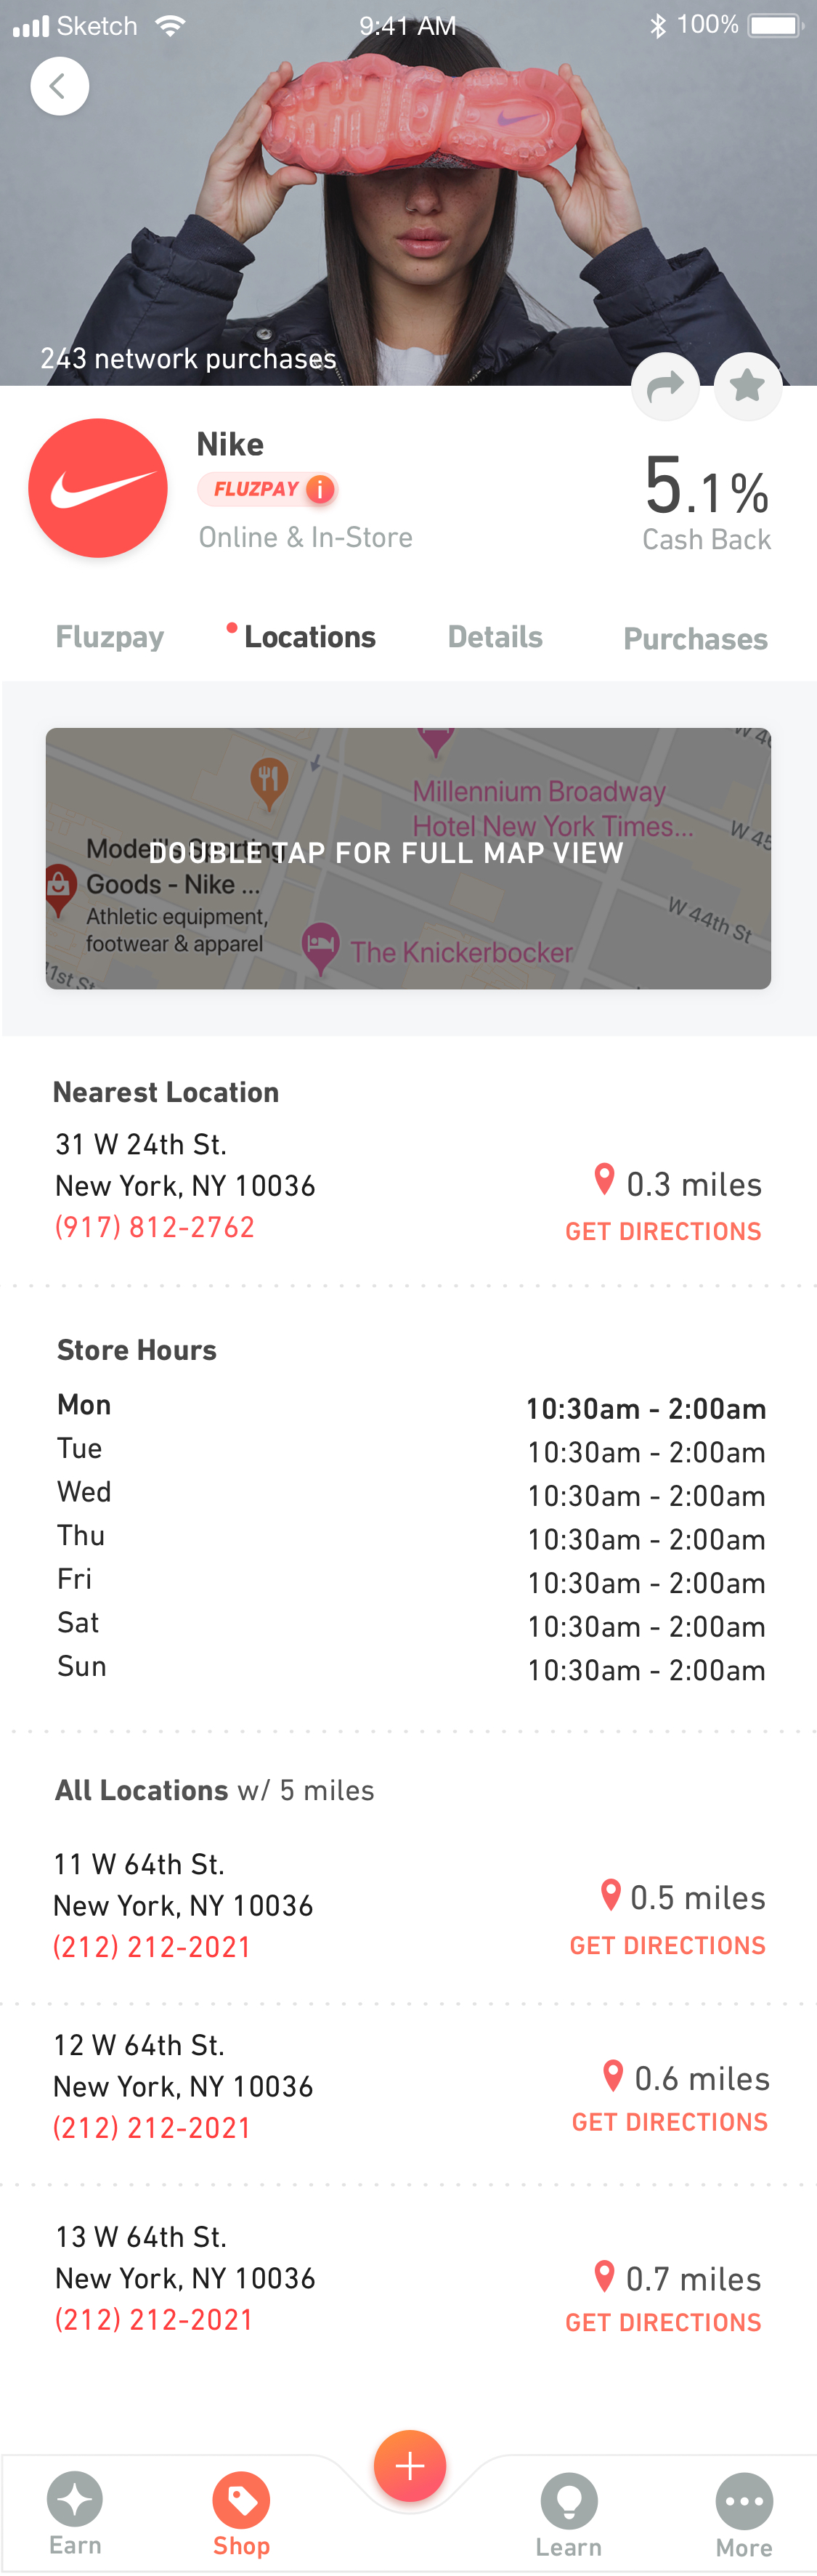 Sketch 9:41 AM 100%
243 network purchases
Nike
FLUZPAY i
5.1%
Online & In-Store
Cash Back
Fluzpay Locations Details Purchases
W 4
Millennium Broadway
Hotel New York Times...
W 45
Modell's Sporting
DOUBLE TAP FOR FULL MAP VIEW
Goods - Nike ...
Athletic equipment,
footwear & apparel
W 44th St
The Knickerbocker
1st St
Nearest Location
31 W 24th St.
New York, NY 10036
(917) 812-2762
0.3 miles
GET DIRECTIONS
Store Hours
Mon 10:30am - 2:00am
Tue 10:30am - 2:00am
Wed 10:30am - 2:00am
Thu 10:30am - 2:00am
Fri 10:30am - 2:00am
Sat 10:30am - 2:00am
Sun 10:30am - 2:00am
All Locations w/ 5 miles
11 W 64th St.
New York, NY 10036
(212) 212-2021
0.5 miles
GET DIRECTIONS
12 W 64th St.
New York, NY 10036
(212) 212-2021
0.6 miles
GET DIRECTIONS
13 W 64th St.
New York, NY 10036
(212) 212-2021
0.7 miles
GET DIRECTIONS
Earn Shop Learn More